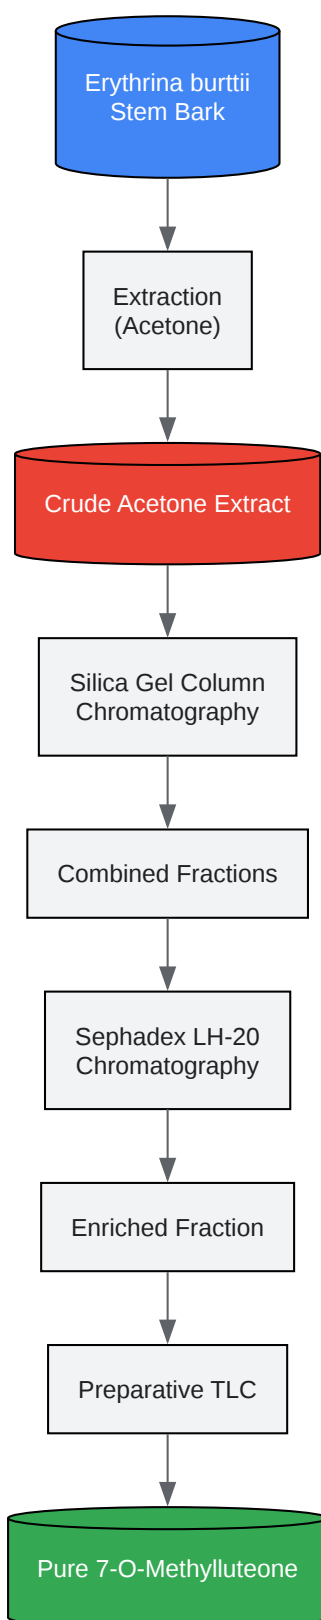 Erythrina burttii
Stem Bark
Extraction
(Acetone)
Crude Acetone Extract
Silica Gel Column
Chromatography
Combined Fractions
Sephadex LH-20
Chromatography
Enriched Fraction
Preparative TLC
Pure 7-O-Methylluteone